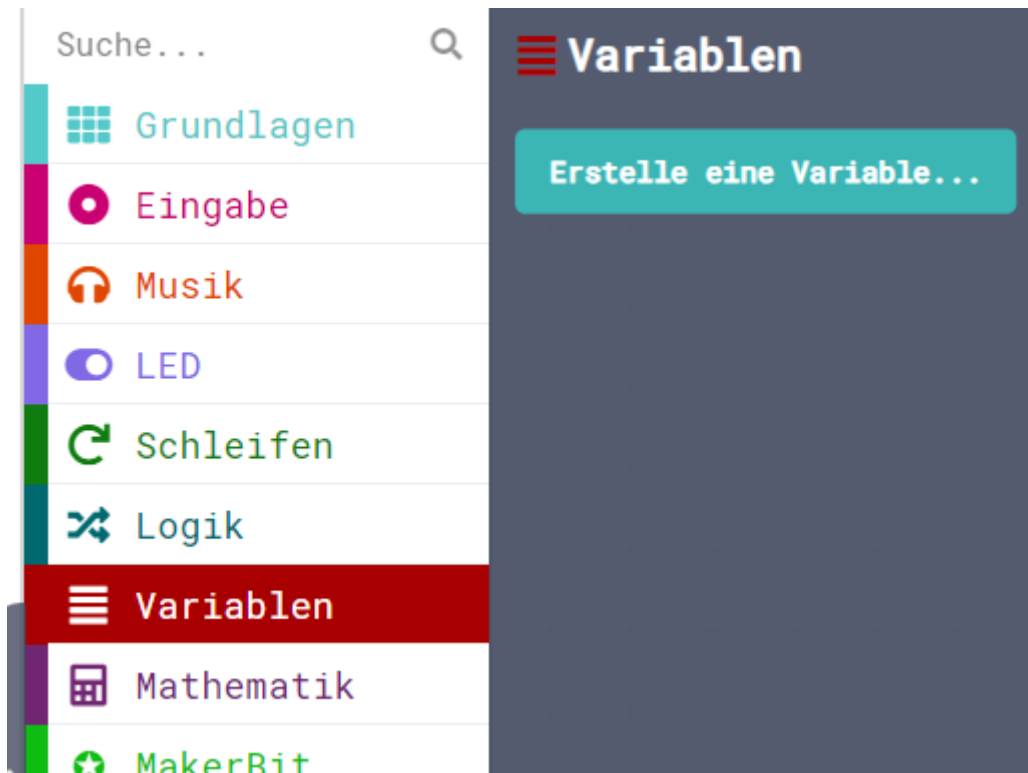 Suche...
Grundlagen
Eingabe
Musik
LED
Schleifen
Logik
Variablen
Mathematik
MakerBit
Variablen
Erstelle eine Variable...